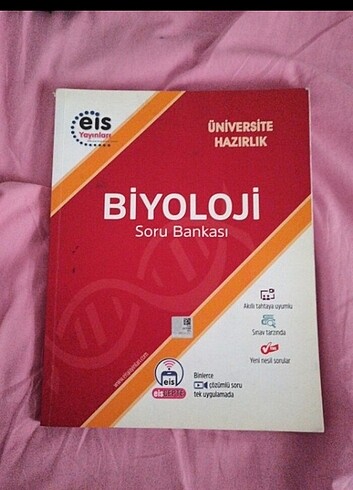 eis
Yayınları
ÜNİVERSİTE
HAZIRLIK
BİYOLOJİ
Soru Bankası
Akıllı tahtaya uyumlu
Sınav tarzında
Yeni nesil sorular
eis
Binlerce
çözümlü soru
tek uygulamada